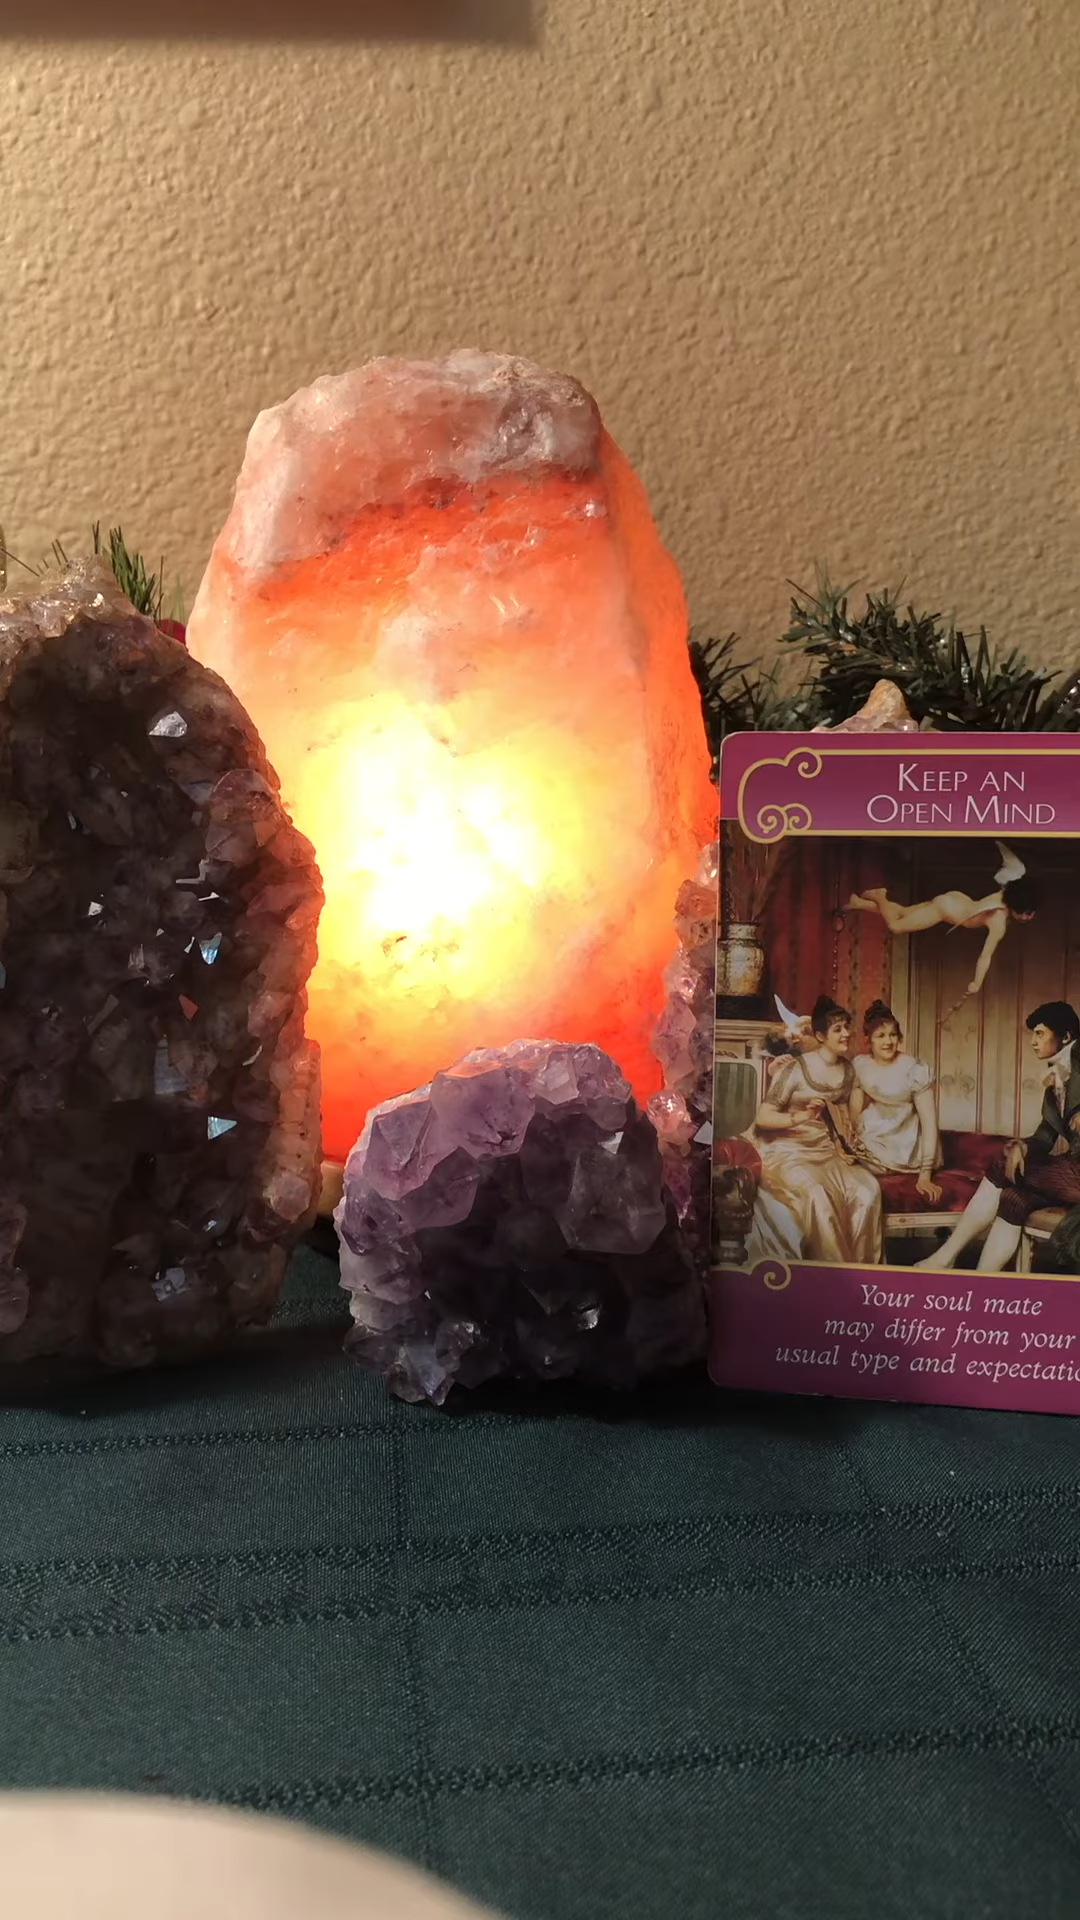 KEEP AN
OPEN MIND
Your soul mate
may differ from your
usual type and